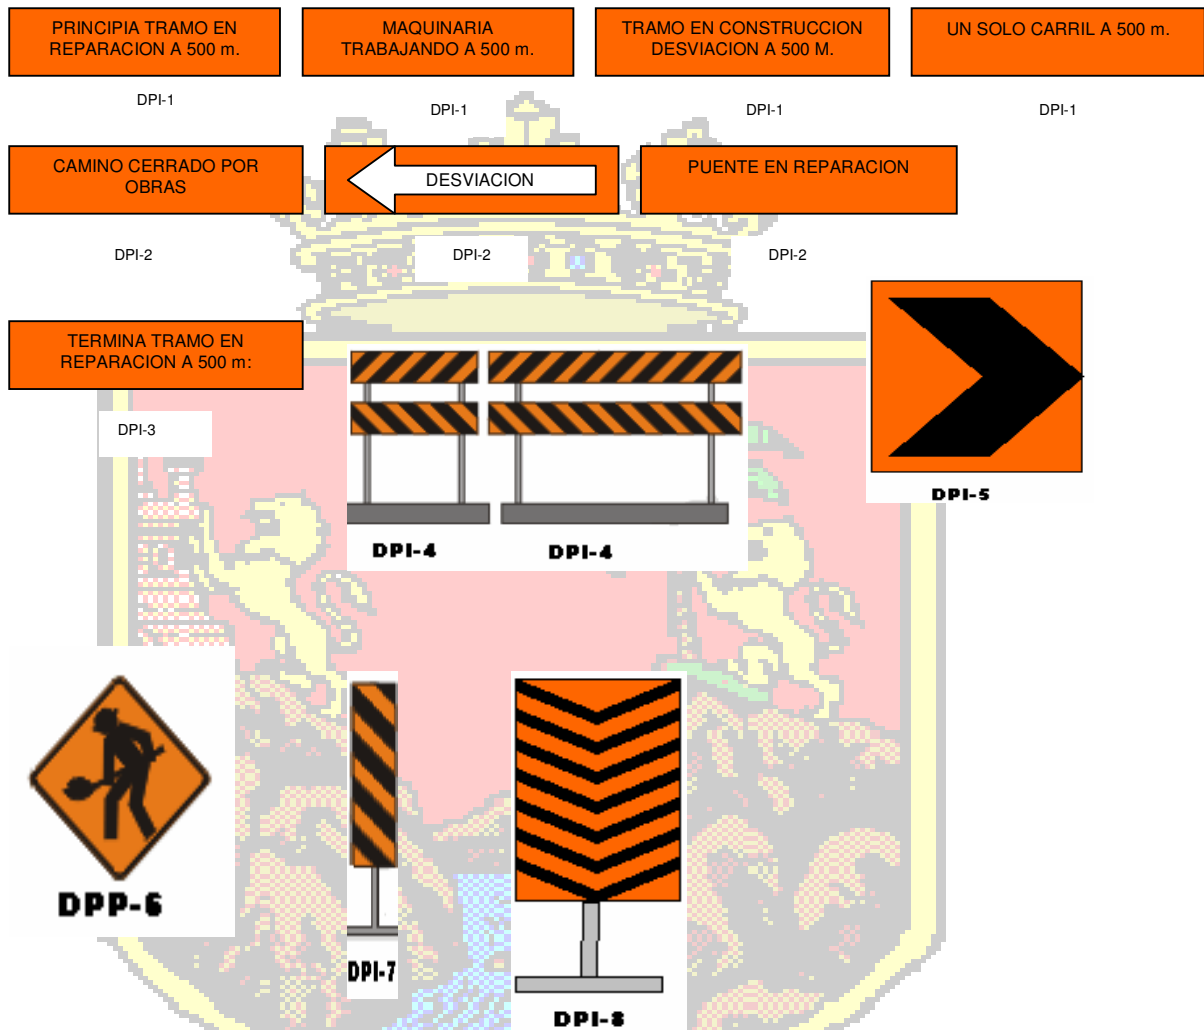 PRINCIPIA TRAMO EN
REPARACION A 500 m.
MAQUINARIA
TRABAJANDO A 500 m.
TRAMO EN CONSTRUCCION
DESVIACION A 500 M.
UN SOLO CARRIL A 500 m.
DPI-1
DPI-1
DPI-1
DPI-1
CAMINO CERRADO POR
OBRAS
DESVIACION
PUENTE EN REPARACION
DPI-2
DPI-2
DPI-2
TERMINA TRAMO EN
REPARACION A 500 m:
DPI-3
DPI-4
DPI-4
DPI-5
DPP-6
DPI-7
DPI-8